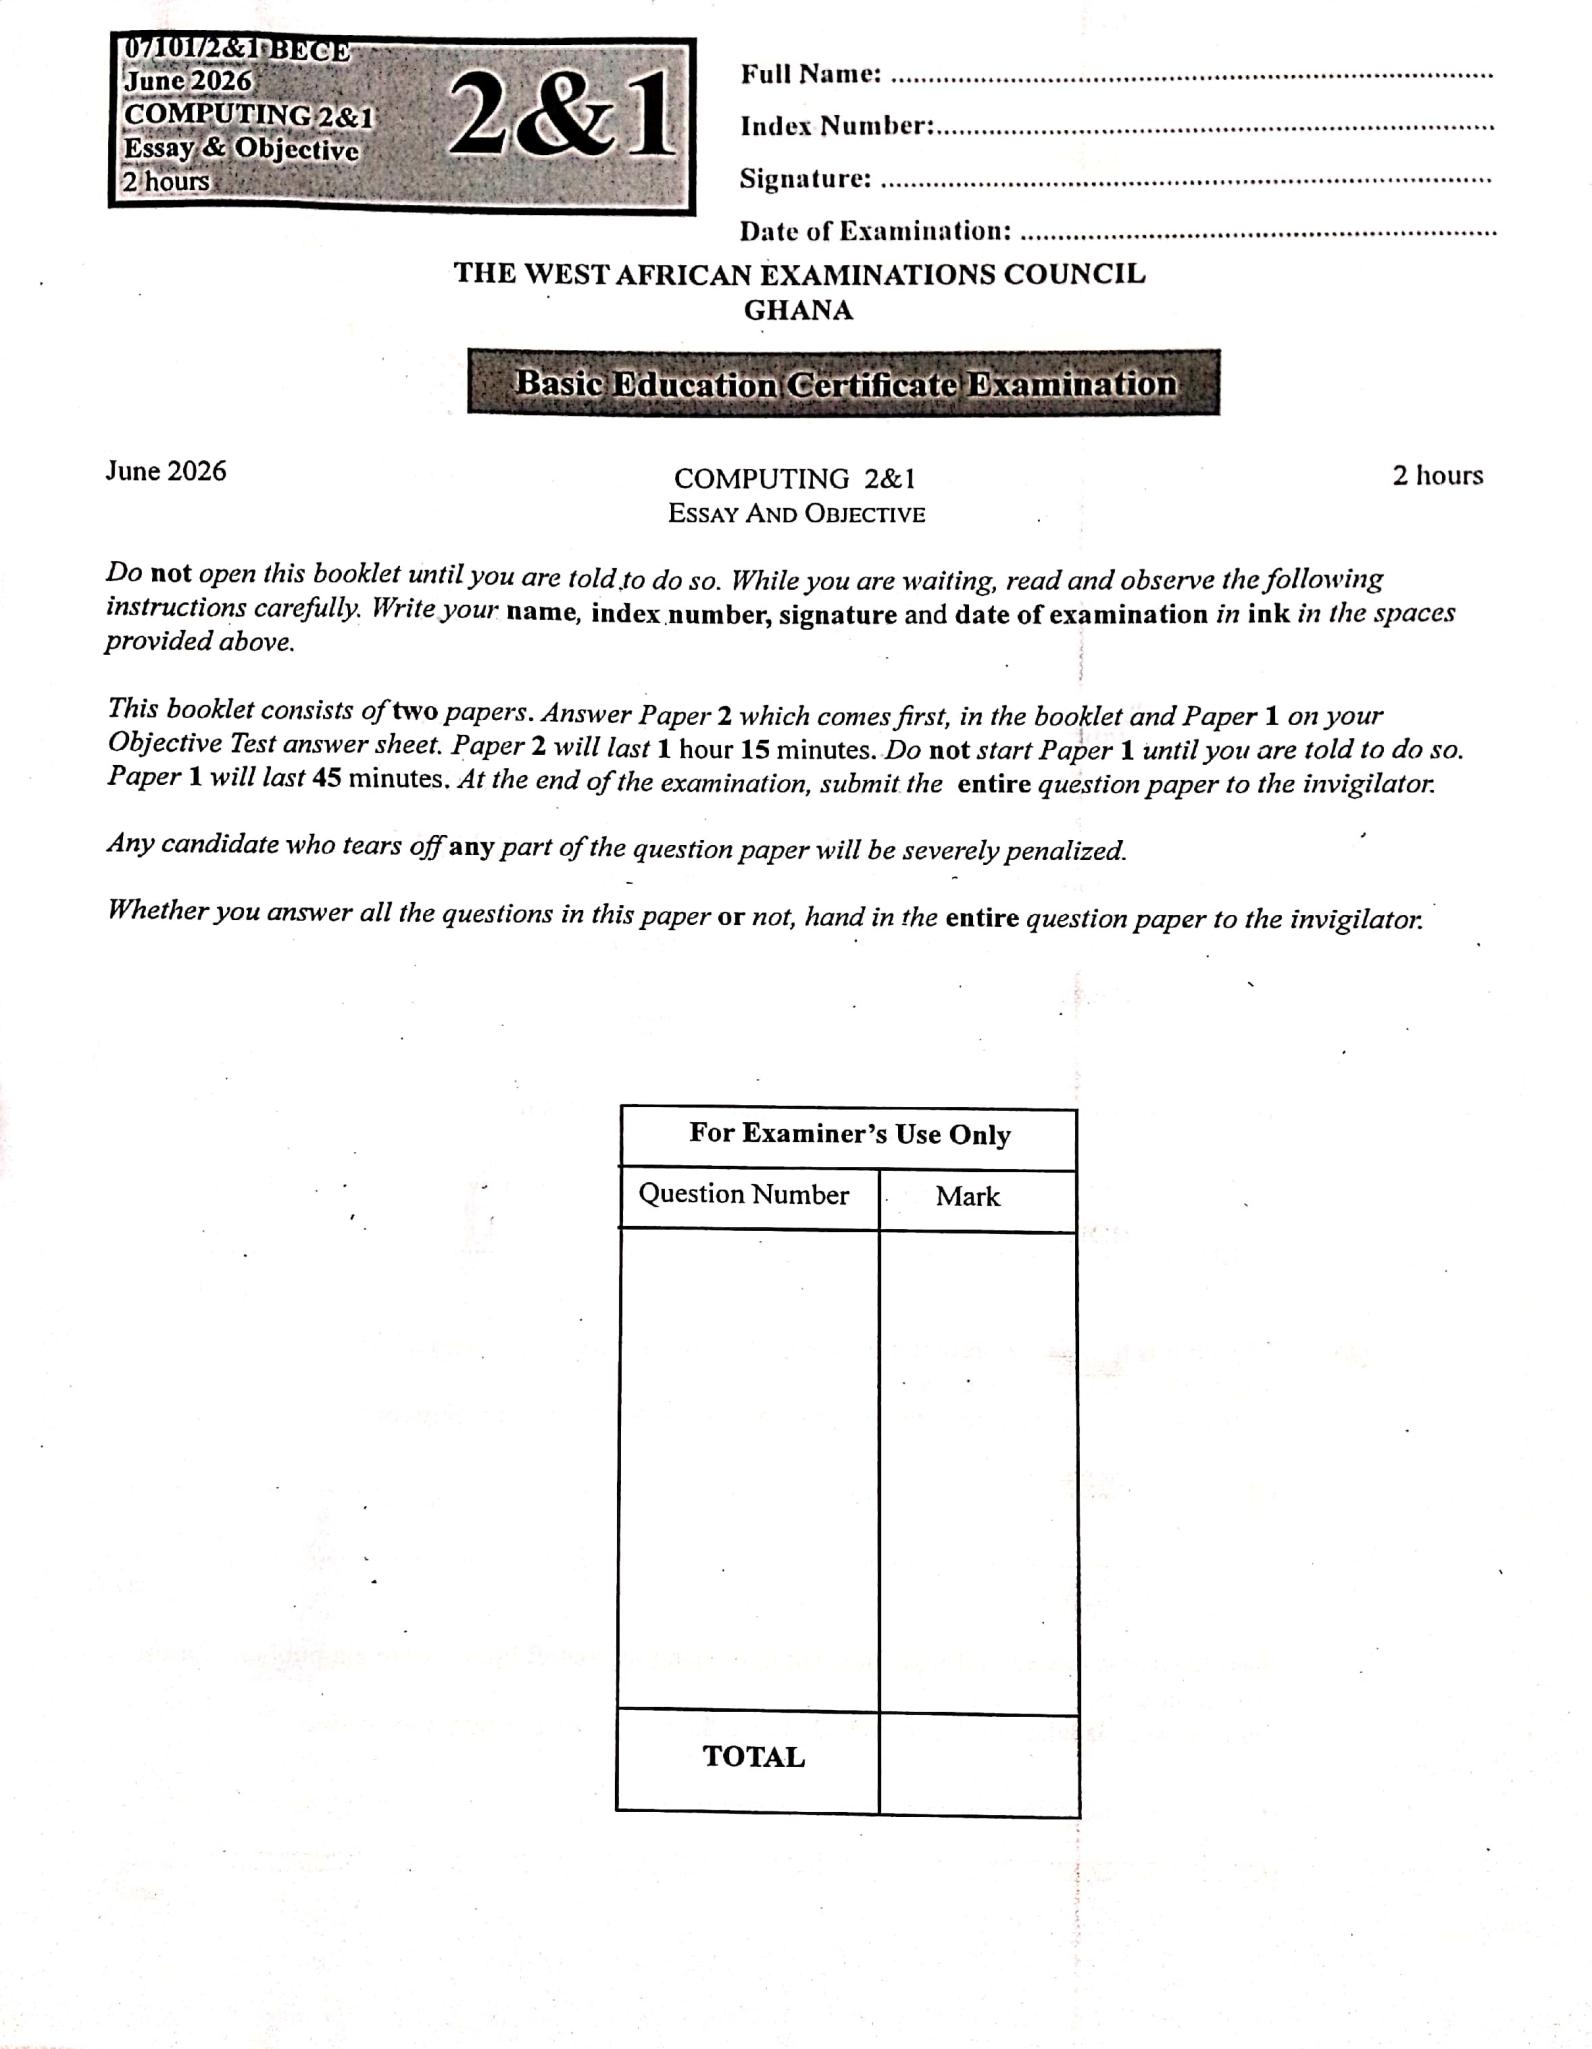 07101/2&1 BECE
June 2026
COMPUTING 2&1
Essay & Objective
2 hours
2&1
Full Name: ................................................................
Index Number:................................................................
Signature: ................................................................
Date of Examination: ................................................................
THE WEST AFRICAN EXAMINATIONS COUNCIL
GHANA
Basic Education Certificate Examination
June 2026
COMPUTING 2&1
2 hours
ESSAY AND OBJECTIVE
Do not open this booklet until you are told to do so. While you are waiting, read and observe the following
instructions carefully. Write your name, index number, signature and date of examination in ink in the spaces
provided above.
This booklet consists of two papers. Answer Paper 2 which comes first, in the booklet and Paper 1 on your
Objective Test answer sheet. Paper 2 will last 1 hour 15 minutes. Do not start Paper 1 until you are told to do so.
Paper 1 will last 45 minutes. At the end of the examination, submit the entire question paper to the invigilator.
Any candidate who tears off any part of the question paper will be severely penalized.
Whether you answer all the questions in this paper or not, hand in the entire question paper to the invigilator.
For Examiner's Use Only
Question Number
Mark
TOTAL